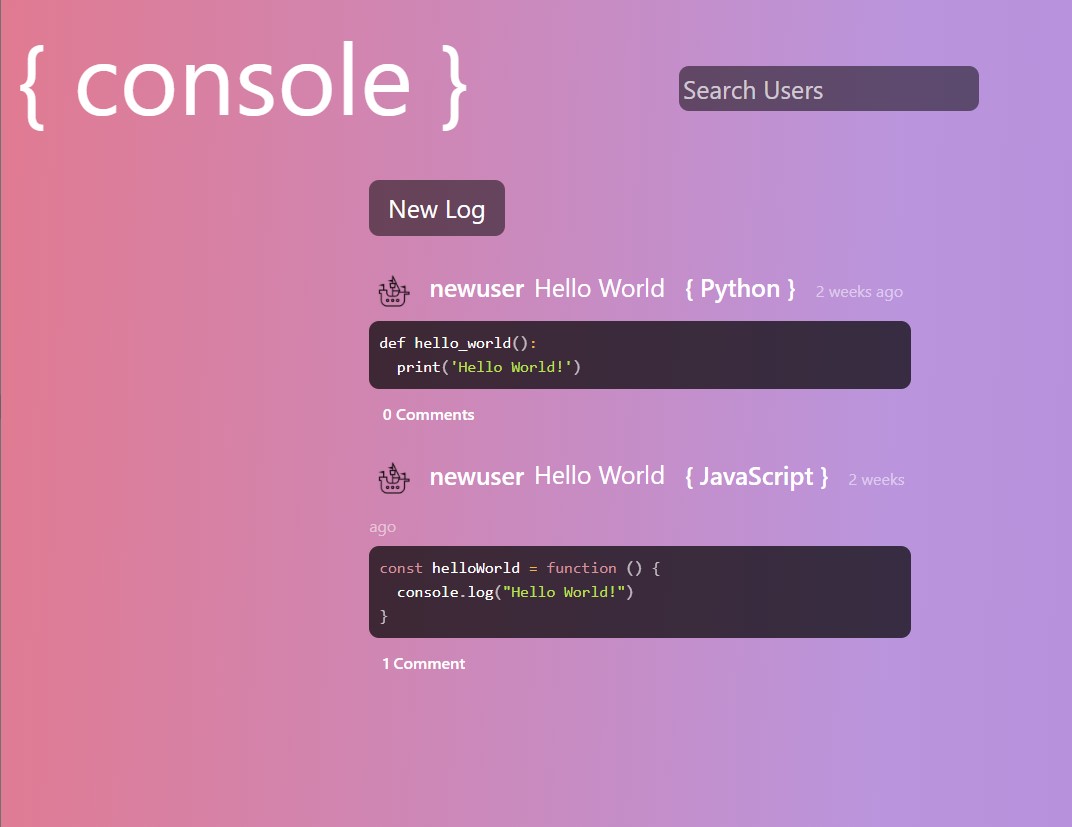 { console }
Search Users
New Log
newuser Hello World { Python } 2 weeks ago
def hello_world():
  print('Hello World!')
0 Comments
newuser Hello World { JavaScript } 2 weeks
ago
const helloWorld = function () {
  console.log("Hello World!")
}
1 Comment